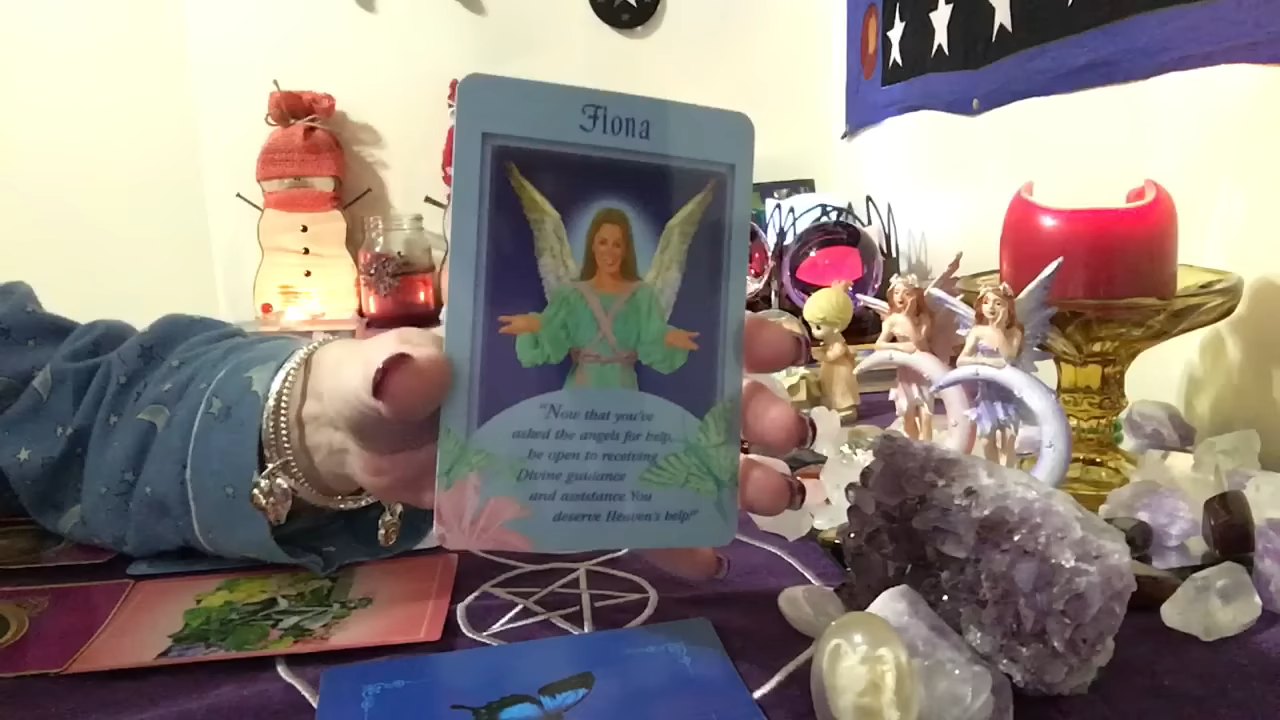 Fiona
"Now that you've
asked the angels for help,
be open to receiving
Divine guidance
and assistance. You
deserve Heaven's help!"